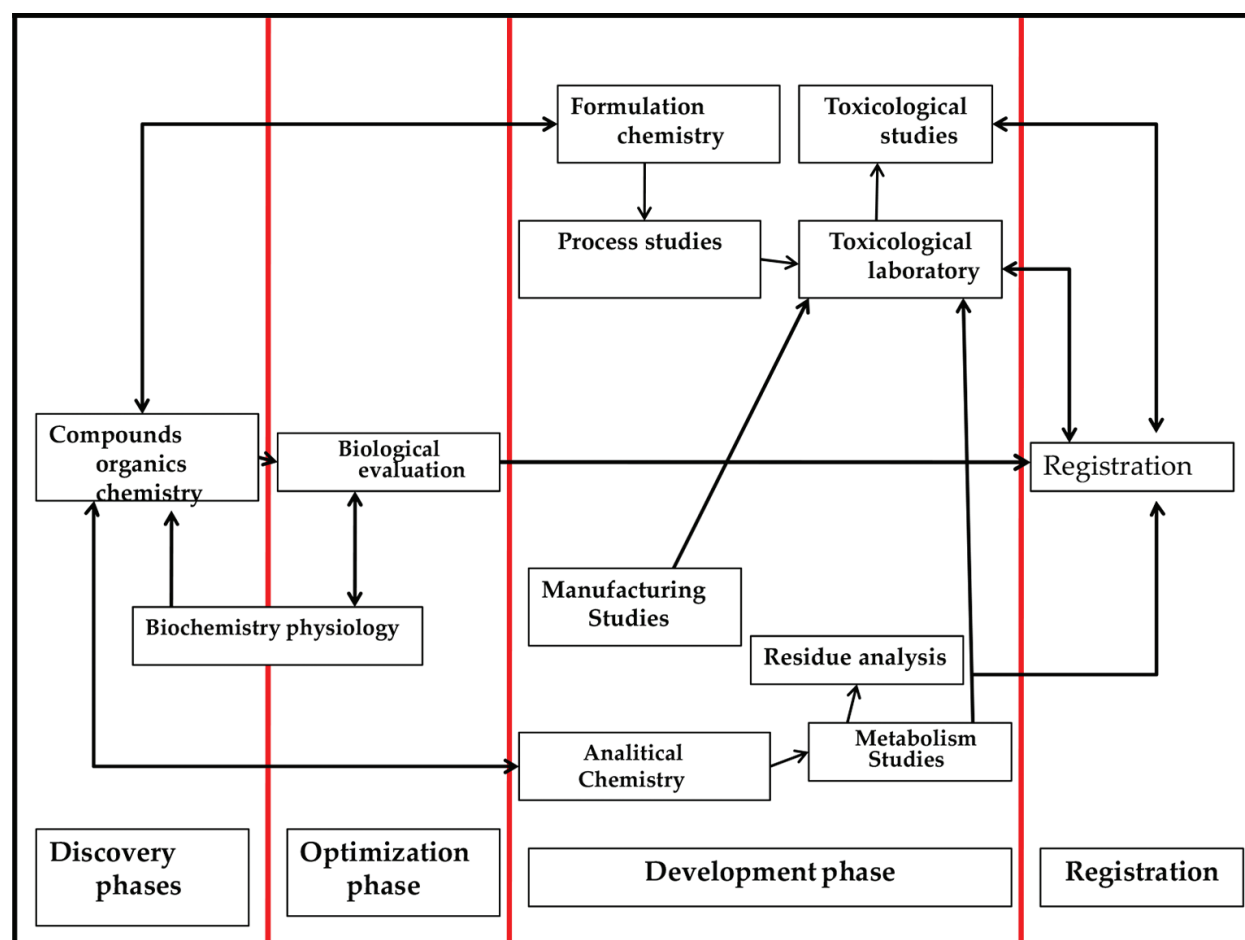 Formulation
chemistry
Toxicological
studies
Process studies
Toxicological
laboratory
Compounds
organics
chemistry
Biological
evaluation
Registration
Manufacturing
Studies
Biochemistry physiology
Residue analysis
Metabolism
Studies
Analitical
Chemistry
Discovery
phases
Optimization
phase
Development phase
Registration